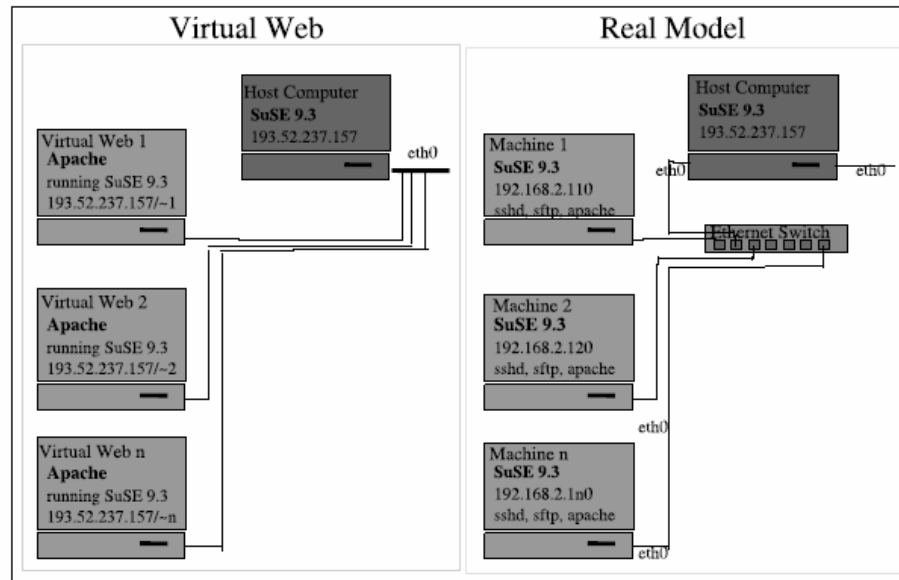 Virtual Web
Host Computer
SuSE 9.3
193.52.237.157
eth0
Virtual Web 1
Apache
running SuSE 9.3
193.52.237.157/~1
Virtual Web 2
Apache
running SuSE 9.3
193.52.237.157/~2
Virtual Web n
Apache
running SuSE 9.3
193.52.237.157/~n
Real Model
Host Computer
SuSE 9.3
193.52.237.157
eth0
eth0
Machine 1
SuSE 9.3
192.168.2.110
sshd, sftp, apache
Ethernet Switch
Machine 2
SuSE 9.3
192.168.2.120
sshd, sftp, apache
eth0
Machine n
SuSE 9.3
192.168.2.1n0
sshd, sftp, apache
eth0